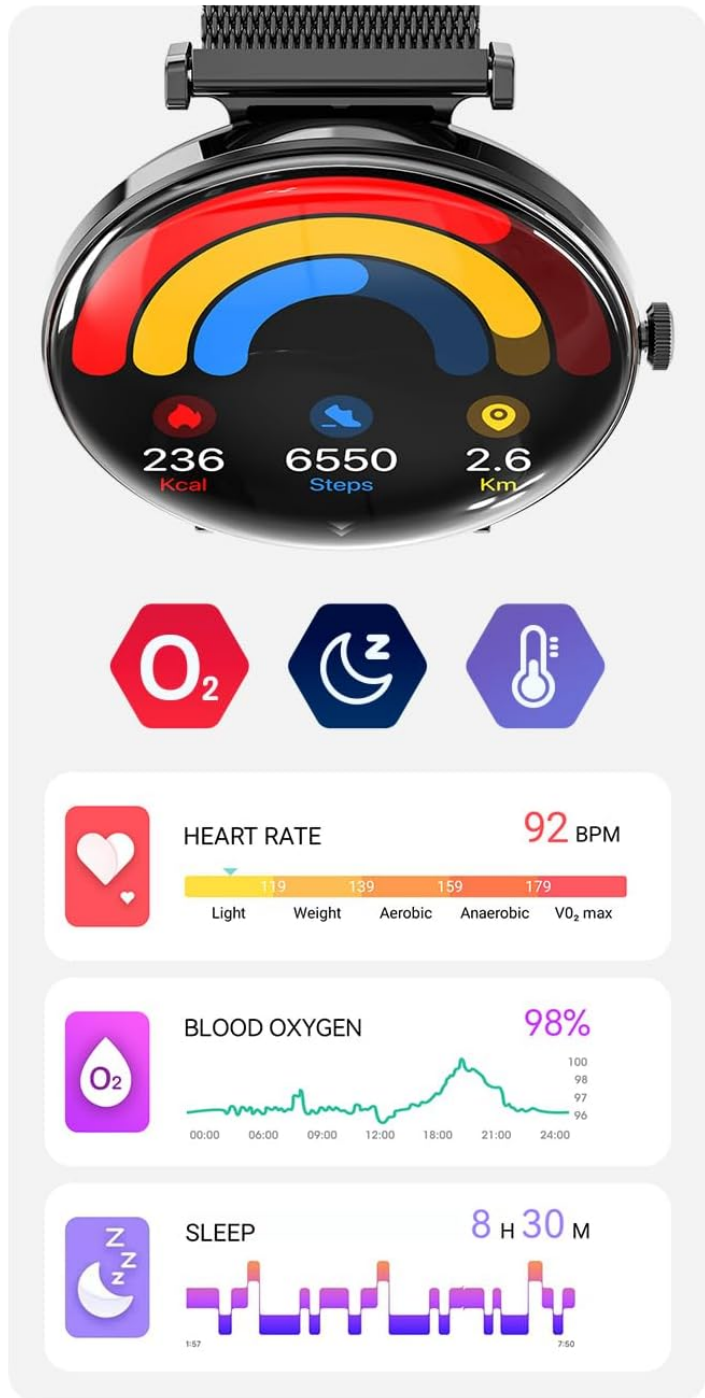 236 6550 2.6
Kcal Steps Km
O₂ z
HEART RATE 92 BPM
119 139 159 179
Light Weight Aerobic Anaerobic V0₂ max
BLOOD OXYGEN 98%
O₂
100
98
97
96
00:00 06:00 09:00 12:00 18:00 21:00 24:00
SLEEP 8 H 30 M
Z
Z
z
1:57 7:50